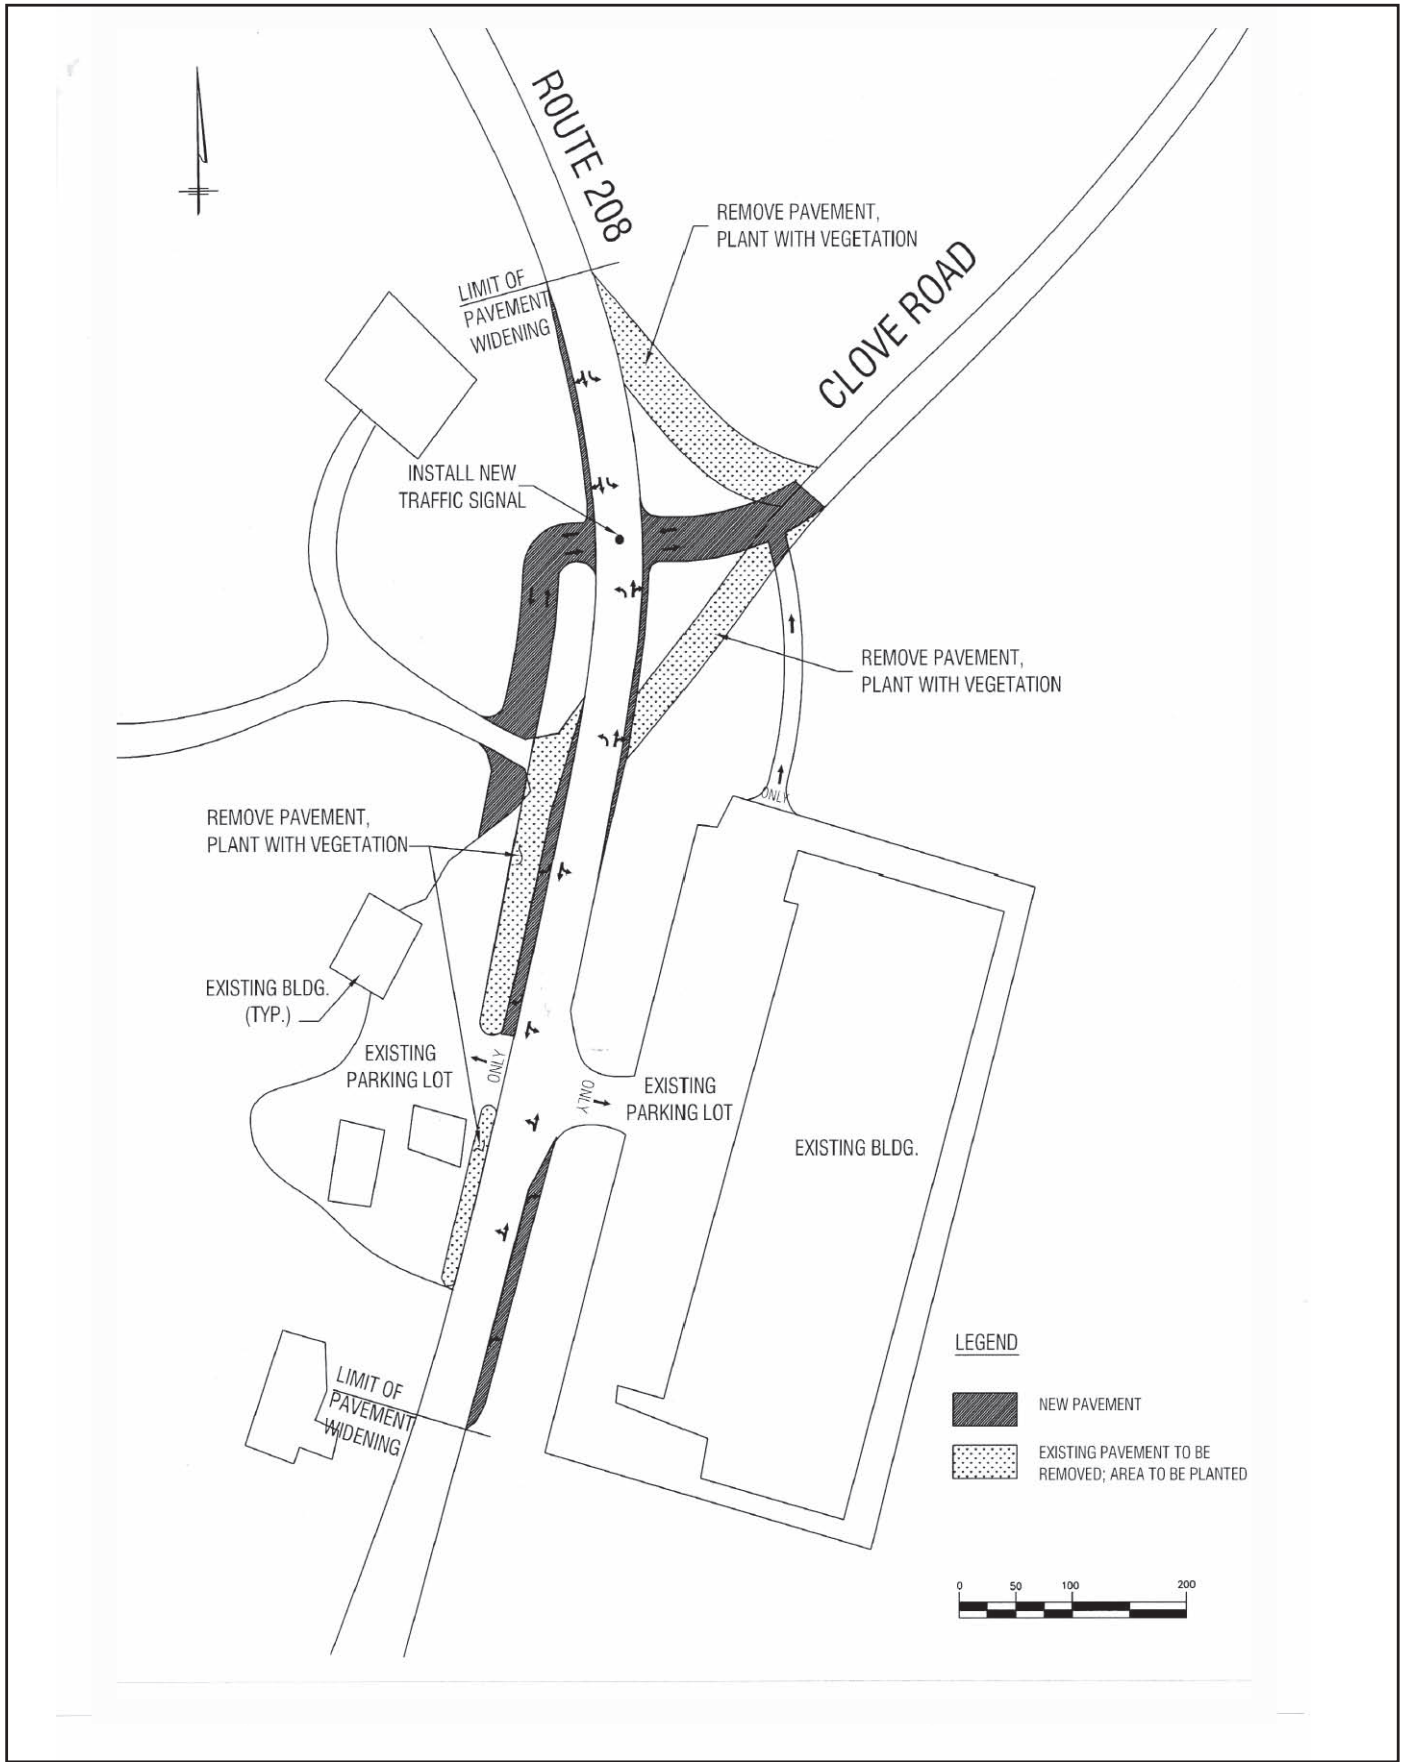 ROUTE 208
REMOVE PAVEMENT,
PLANT WITH VEGETATION
CLOVE ROAD
LIMIT OF
PAVEMENT
WIDENING
INSTALL NEW
TRAFFIC SIGNAL
REMOVE PAVEMENT,
PLANT WITH VEGETATION
ONLY
REMOVE PAVEMENT,
PLANT WITH VEGETATION
EXISTING BLDG.
(TYP.)
EXISTING
PARKING LOT
ONLY
ONLY
EXISTING
PARKING LOT
EXISTING BLDG.
LIMIT OF
PAVEMENT
WIDENING
LEGEND
NEW PAVEMENT
EXISTING PAVEMENT TO BE
REMOVED; AREA TO BE PLANTED
0 50 100 200